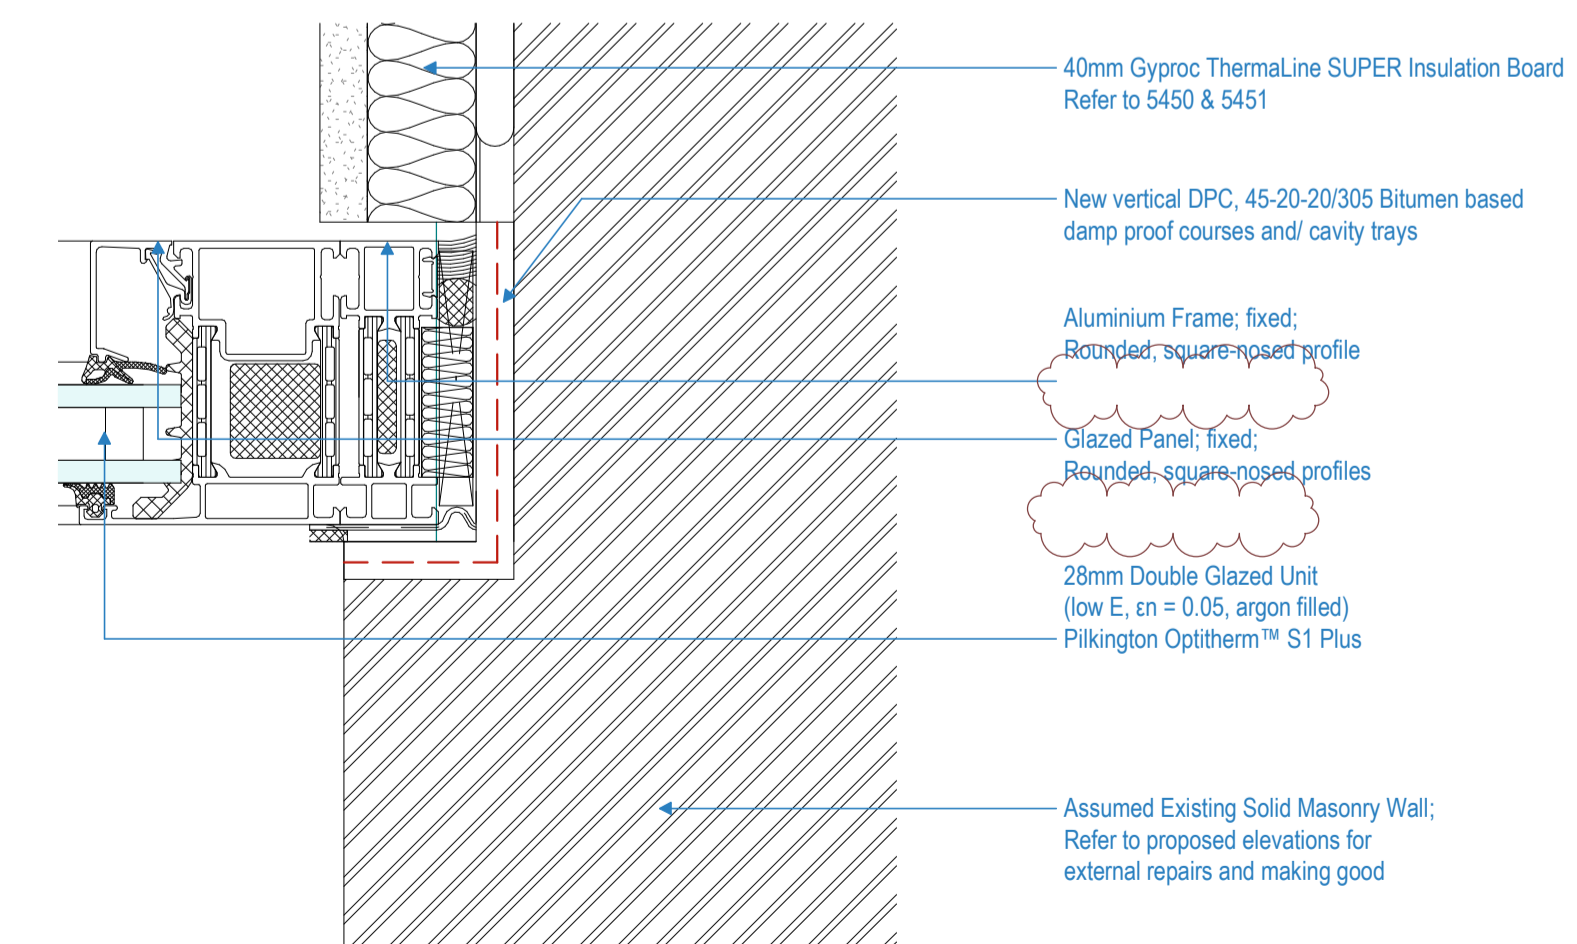 40mm Gyproc ThermaLine SUPER Insulation Board
Refer to 5450 & 5451
New vertical DPC, 45-20-20/305 Bitumen based
damp proof courses and/ cavity trays
Aluminium Frame; fixed;
Rounded, square-nosed profile
Glazed Panel; fixed;
Rounded, square-nosed profiles
28mm Double Glazed Unit
(low E, εn = 0.05, argon filled)
Pilkington Optitherm™ S1 Plus
Assumed Existing Solid Masonry Wall;
Refer to proposed elevations for
external repairs and making good